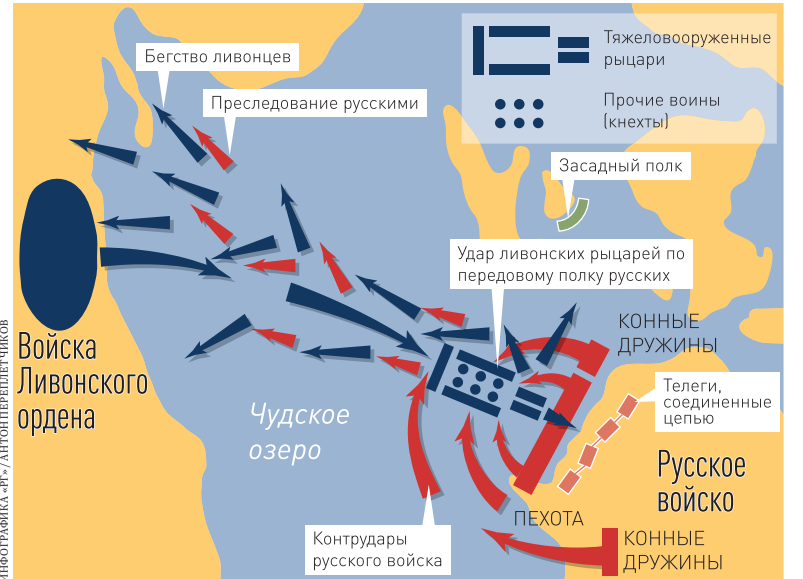 Бегство ливонцев
Преследование русскими
Тяжеловооруженные
рыцари
Прочие воины
(кнехты)
Засадный полк
Удар ливонских рыцарей по
передовому полку русских
КОННЫЕ
ДРУЖИНЫ
Войска
Ливонского
ордена
Телеги,
соединенные
цепью
Чудское
озеро
Русское
войско
ПЕХОТА
Контрудары
русского войска
КОННЫЕ
ДРУЖИНЫ
ИНФОГРАФИКА «РГ» / АНТОН ПЕРЕПЛЕТЧИКОВ